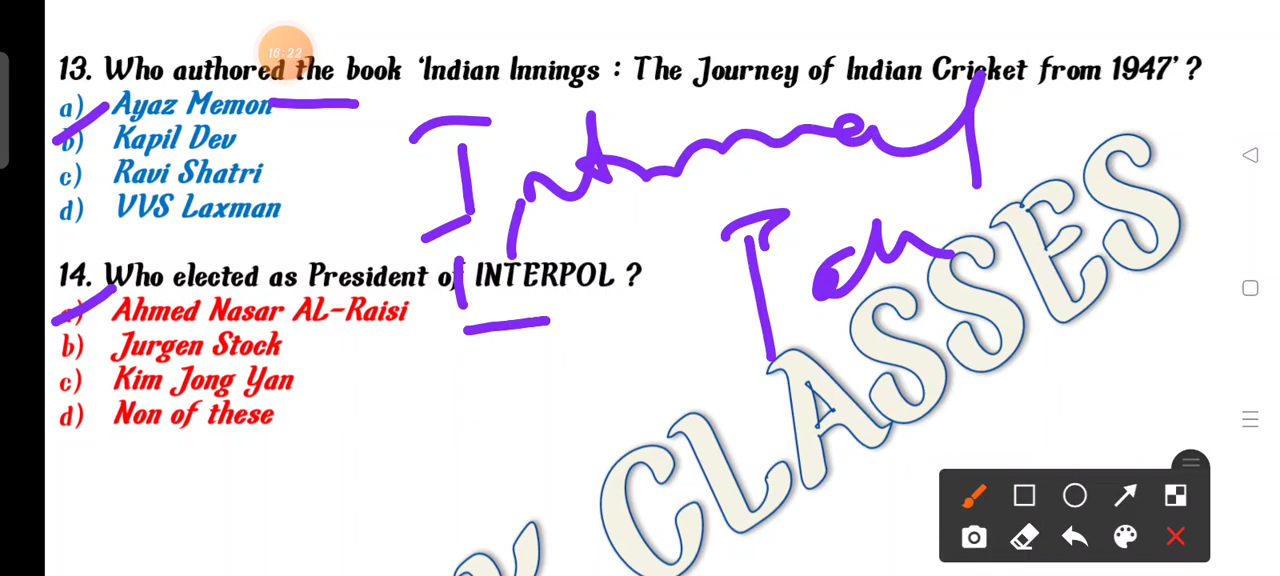 16:22
13. Who authored the book 'Indian Innings : The Journey of Indian Cricket from 1947' ?
a) Ayaz Memon
b) Kapil Dev
c) Ravi Shatri
d) VVS Laxman
14. Who elected as President of INTERPOL ?
a) Ahmed Nasar AL-Raisi
b) Jurgen Stock
c) Kim Jong Yan
d) Non of these
CLASSES